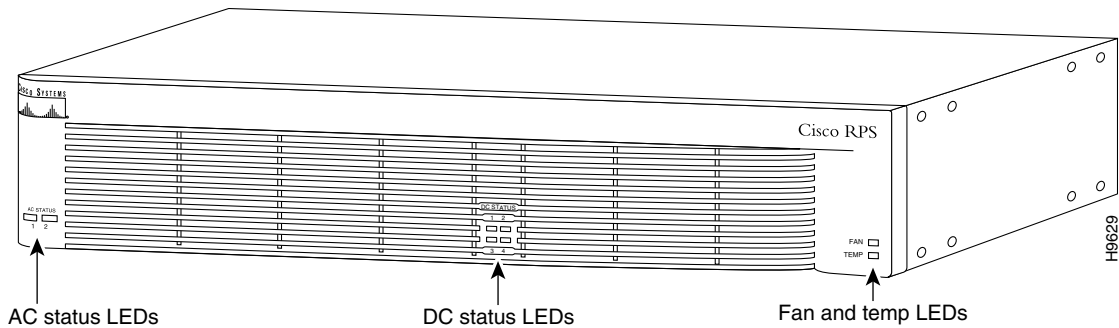 CISCO SYSTEMS
Cisco RPS
AC STATUS
1 2
DC STATUS
1 2
3 4
FAN
TEMP
H9629
AC status LEDs
DC status LEDs
Fan and temp LEDs